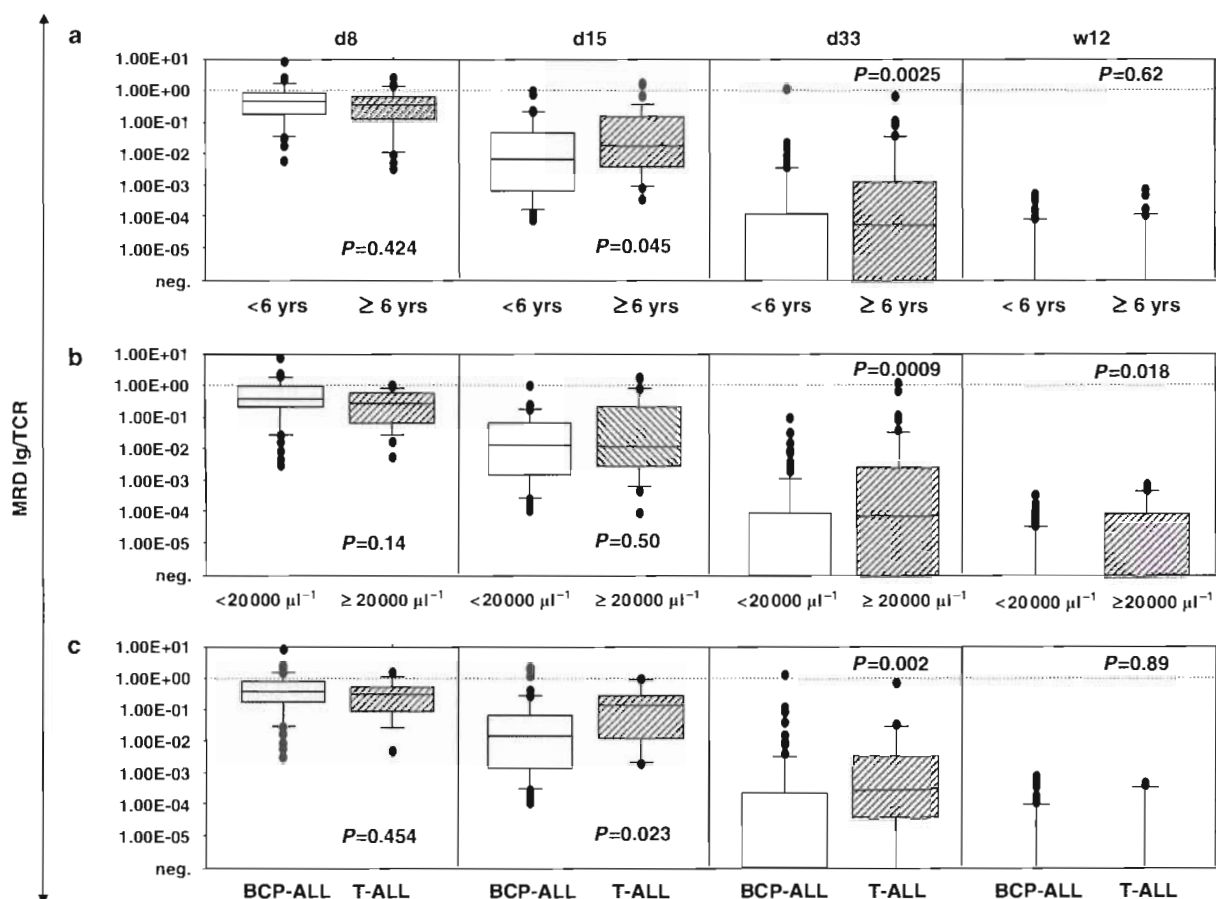 a d8 d15 d33 w12
1.00E+01
P=0.0025 P=0.62
1.00E+00
1.00E-01
1.00E-02
1.00E-03
1.00E-04
1.00E-05
P=0.424 P=0.045
neg.
<6 yrs ≥ 6 yrs <6 yrs ≥6 yrs <6 yrs ≥ 6 yrs < 6 yrs ≥ 6 yrs
b
1.00E+01
P=0.0009 P=0.018
1.00E+00
1.00E-01
1.00E-02
1.00E-03
1.00E-04
1.00E-05
P=0.14 P=0.50
neg.
<20000 µl⁻¹ ≥20000 µl⁻¹ <20000 µl⁻¹ ≥20000 µl⁻¹ <20000 µl⁻¹ ≥20000 µl⁻¹ <20000 µl⁻¹ ≥20000 µl⁻¹
MRD Ig/TCR
c
1.00E+01
P=0.002 P=0.89
1.00E+00
1.00E-01
1.00E-02
1.00E-03
1.00E-04
1.00E-05
P=0.454 P=0.023
neg.
BCP-ALL T-ALL BCP-ALL T-ALL BCP-ALL T-ALL BCP-ALL T-ALL